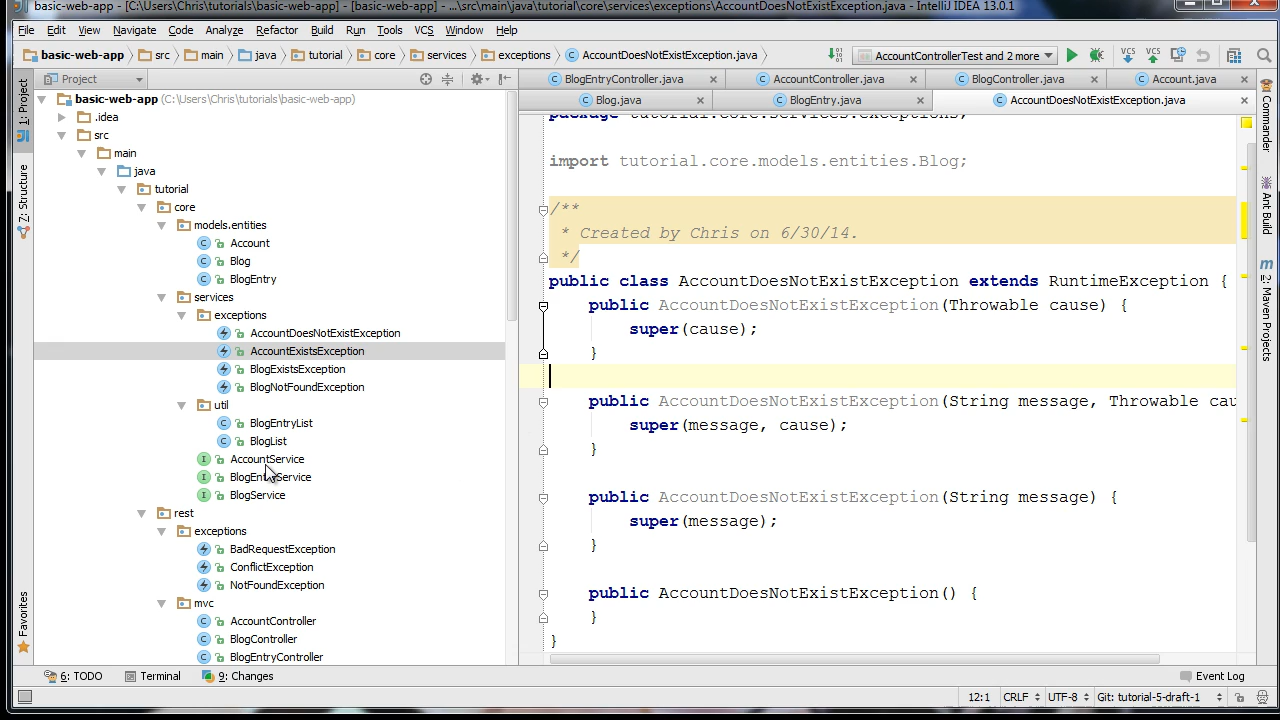 basic-web-app - [C:\Users\Chris\tutorials\basic-web-app] - [basic-web-app] - ...\src\main\java\tutorial\core\services\exceptions\AccountDoesNotExistException.java - IntelliJ IDEA 13.0.1
File Edit View Navigate Code Analyze Refactor Build Run Tools VCS Window Help
basic-web-app src main java tutorial core services exceptions AccountDoesNotExistException.java AccountControllerTest and 2 more VCS VCS
1: Project
7: Structure
Favorites
Project
basic-web-app (C:\Users\Chris\tutorials\basic-web-app)
.idea
src
main
java
tutorial
core
models.entities
Account
Blog
BlogEntry
services
exceptions
AccountDoesNotExistException
AccountExistsException
BlogExistsException
BlogNotFoundException
util
BlogEntryList
BlogList
AccountService
BlogEntryService
BlogService
rest
exceptions
BadRequestException
ConflictException
NotFoundException
mvc
AccountController
BlogController
BlogEntryController
BlogEntryController.java AccountController.java BlogController.java Account.java
Blog.java BlogEntry.java AccountDoesNotExistException.java
package tutorial.core.services.exceptions;
import tutorial.core.models.entities.Blog;
/**
* Created by Chris on 6/30/14.
*/
public class AccountDoesNotExistException extends RuntimeException {
public AccountDoesNotExistException(Throwable cause) {
super(cause);
}
public AccountDoesNotExistException(String message, Throwable cau
super(message, cause);
}
public AccountDoesNotExistException(String message) {
super(message);
}
public AccountDoesNotExistException() {
}
}
Commander
Ant Build
m
Maven Projects
6: TODO Terminal 9: Changes Event Log
12:1 CRLF UTF-8 Git: tutorial-5-draft-1